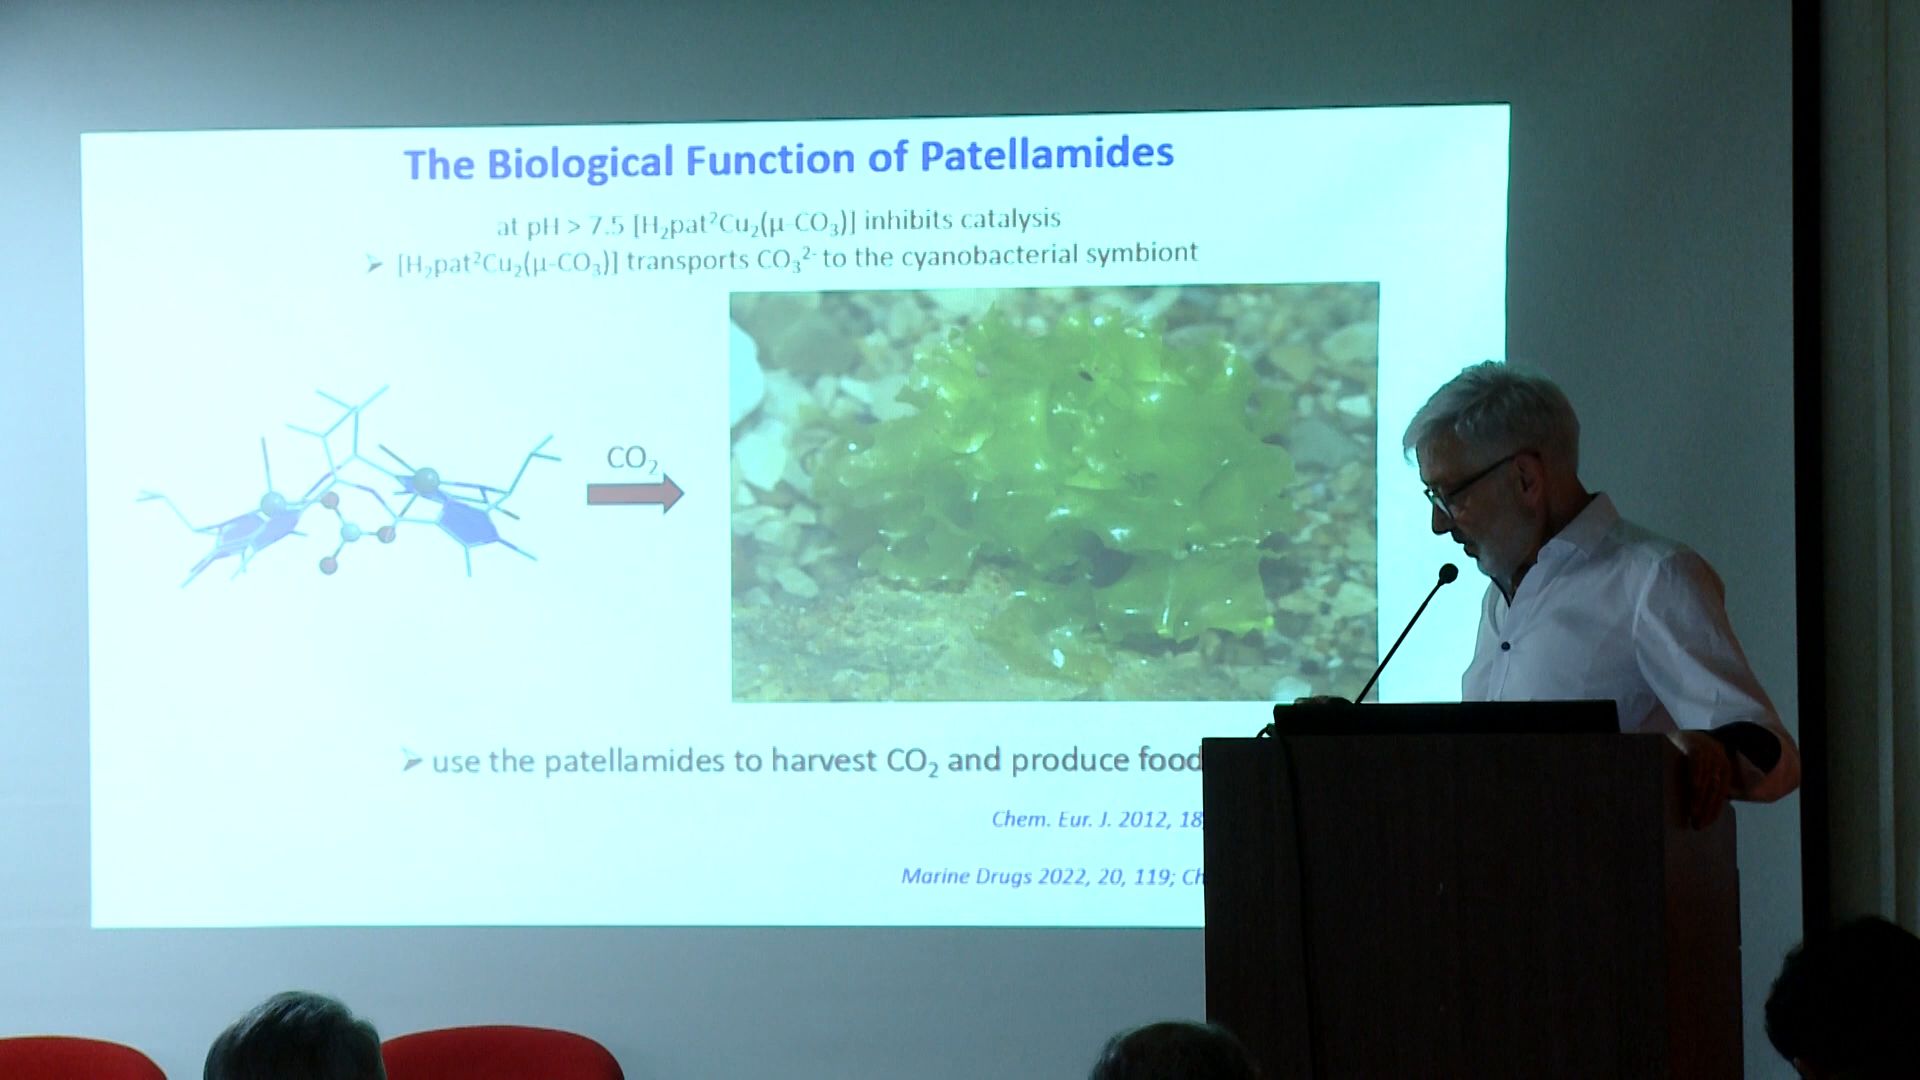 The Biological Function of Patellamides
at pH > 7.5 [H₂pat²Cu₂(μ-CO₃)] inhibits catalysis
➢ [H₂pat²Cu₂(μ-CO₃)] transports CO₃²⁻ to the cyanobacterial symbiont
CO₂
➢ use the patellamides to harvest CO₂ and produce food
Chem. Eur. J. 2012, 18
Marine Drugs 2022, 20, 119; Ch